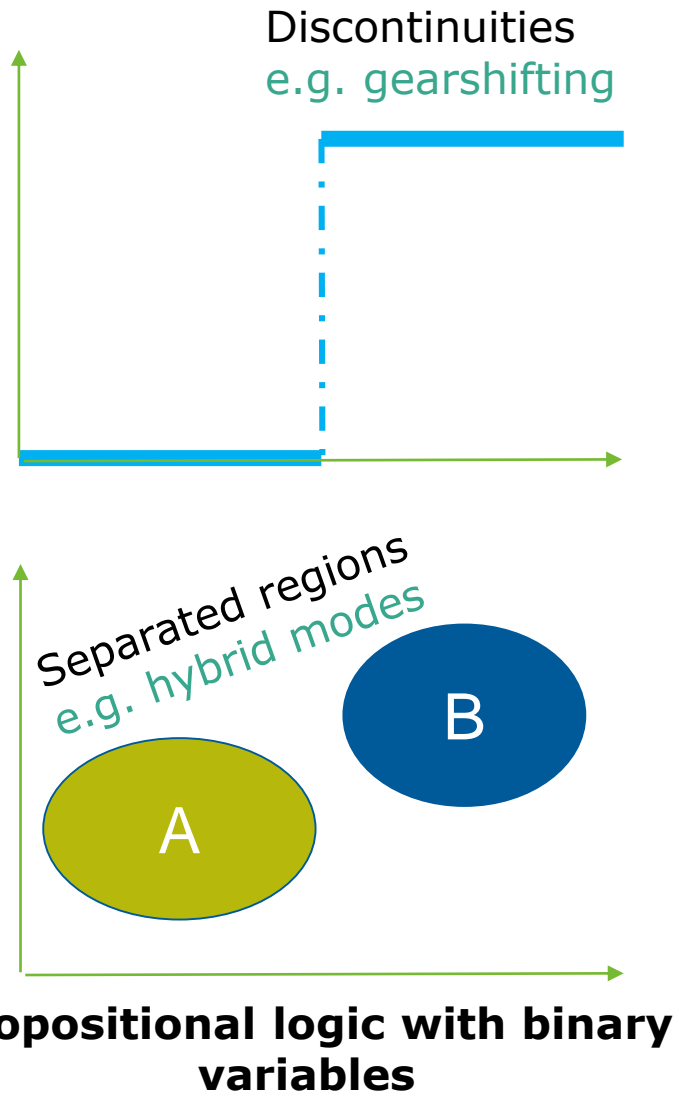 Discontinuities
e.g. gearshifting
Separated regions
e.g. hybrid modes
B
A
opositional logic with binary
variables